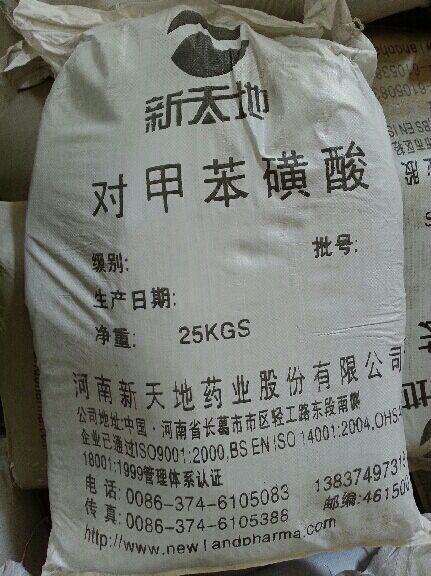 新天地
对甲苯磺酸
级别: 批号:
生产日期:
净重: 25KGS
河南新天地药业股份有限公司
公司地址:中国·河南省长葛市市区轻工路东段南侧
企业已通过ISO9001:2000,BS EN ISO 14001:2004,OHSA
18001:1999管理体系认证
电话:0086-374-6105083 138374973
传真:0086-374-6105388 邮编:46150
http://www.newlandpharma.com